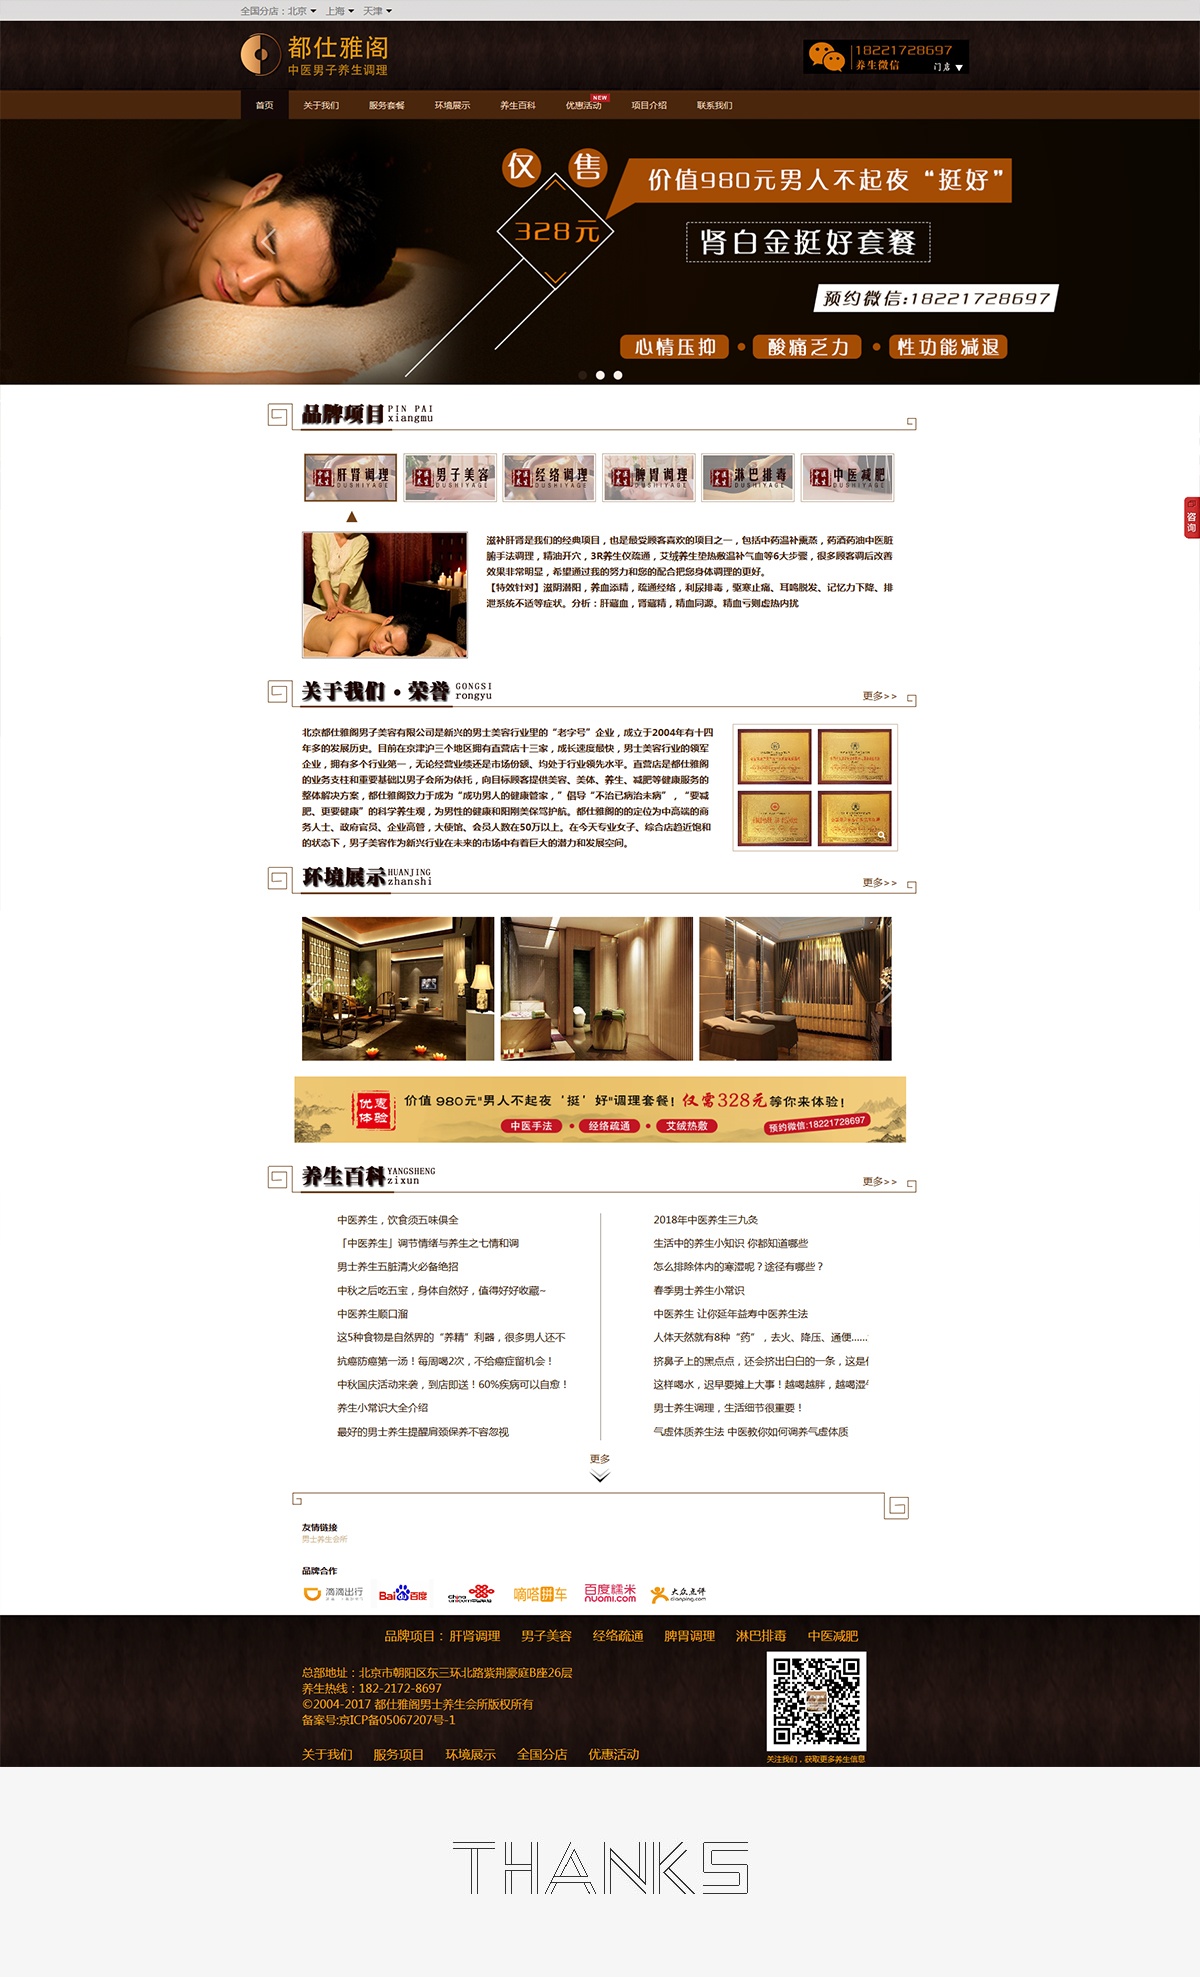 全国分店：北京 上海 天津
都仕雅阁
中医男子养生调理
18221728697
养生微信 门店
首页 关于我们 服务套餐 环境展示 养生百科 优惠活动 NEW 项目介绍 联系我们
仅 售
328元
价值980元男人不起夜“挺好”
肾白金挺好套餐
预约微信:18221728697
心情压抑 • 酸痛乏力 • 性功能减退
品牌项目 PIN PAI
xiangmu
肝肾调理 男子美容 经络调理 脾胃调理 淋巴排毒 中医减肥
DUSHIYAGE DUSHIYAGE DUSHIYAGE DUSHIYAGE DUSHIYAGE DUSHIYAGE
咨询
滋补肝肾是我们的经典项目，也是最受顾客喜欢的项目之一，包括中药温补熏蒸，药酒药油中医脏
腑手法调理，精油开穴，3R养生仪疏通，艾绒养生垫热敷温补气血等6大步骤，很多顾客调后改善
效果非常明显，希望通过我的努力和您的配合把您身体调理的更好。
【特效针对】滋阴潜阳，养血添精，疏通经络，利尿排毒，驱寒止痛、耳鸣脱发、记忆力下降、排
泄系统不适等症状。分析：肝藏血，肾藏精，精血同源。精血亏则虚热内扰
关于我们·荣誉 GONGSI
rongyu
更多>>
北京都仕雅阁男子美容有限公司是新兴的男士美容行业里的“老字号”企业，成立于2004年有十四
年多的发展历史。目前在京津沪三个地区拥有直营店十三家，成长速度最快，男士美容行业的领军
企业，拥有多个行业第一，无论经营业绩还是市场份额、均处于行业领先水平。直营店是都仕雅阁
的业务支柱和重要基础以男子会所为依托，向目标顾客提供美容、美体、养生、减肥等健康服务的
整体解决方案，都仕雅阁致力于成为“成功男人的健康管家，”倡导“不治已病治未病”，“要减
肥、更要健康”的科学养生观，为男性的健康和阳刚美保驾护航。都仕雅阁的的定位为中高端的商
务人士、政府官员、企业高管，大使馆、会员人数在50万以上。在今天专业女子、综合店趋近饱和
的状态下，男子美容作为新兴行业在未来的市场中有着巨大的潜力和发展空间。
环境展示 HUANJING
zhanshi
更多>>
优惠体验
价值 980元"男人不起夜‘挺’好"调理套餐！仅需328元等你来体验！
中医手法 • 经络疏通 • 艾绒热敷
预约微信:18221728697
养生百科 YANGSHENG
zixun
更多>>
中医养生，饮食须五味俱全
「中医养生」调节情绪与养生之七情和调
男士养生五脏清火必备绝招
中秋之后吃五宝，身体自然好，值得好好收藏~
中医养生顺口溜
这5种食物是自然界的“养精”利器，很多男人还不
抗癌防癌第一汤！每周喝2次，不给癌症留机会！
中秋国庆活动来袭，到店即送！60%疾病可以自愈！
养生小常识大全介绍
最好的男士养生提醒肩颈保养不容忽视
2018年中医养生三九灸
生活中的养生小知识 你都知道哪些
怎么排除体内的寒湿呢？途径有哪些？
春季男士养生小常识
中医养生 让你延年益寿中医养生法
人体天然就有8种“药”，去火、降压、通便……
挤鼻子上的黑点点，还会挤出白白的一条，这是
这样喝水，迟早要摊上大事！越喝越胖，越喝湿
男士养生调理，生活细节很重要！
气虚体质养生法 中医教你如何调养气虚体质
更多
友情链接
男士养生会所
品牌合作
滴滴出行 Bai百度 China unicom中国联通 嘀嗒拼车 百度糯米 nuomi.com 大众点评 dianping.com
品牌项目： 肝肾调理 男子美容 经络疏通 脾胃调理 淋巴排毒 中医减肥
总部地址：北京市朝阳区东三环北路紫荆豪庭B座26层
养生热线：182-2172-8697
©2004-2017 都仕雅阁男士养生会所版权所有
备案号:京ICP备05067207号-1
关于我们 服务项目 环境展示 全国分店 优惠活动
关注我们，获取更多养生信息
THANKS